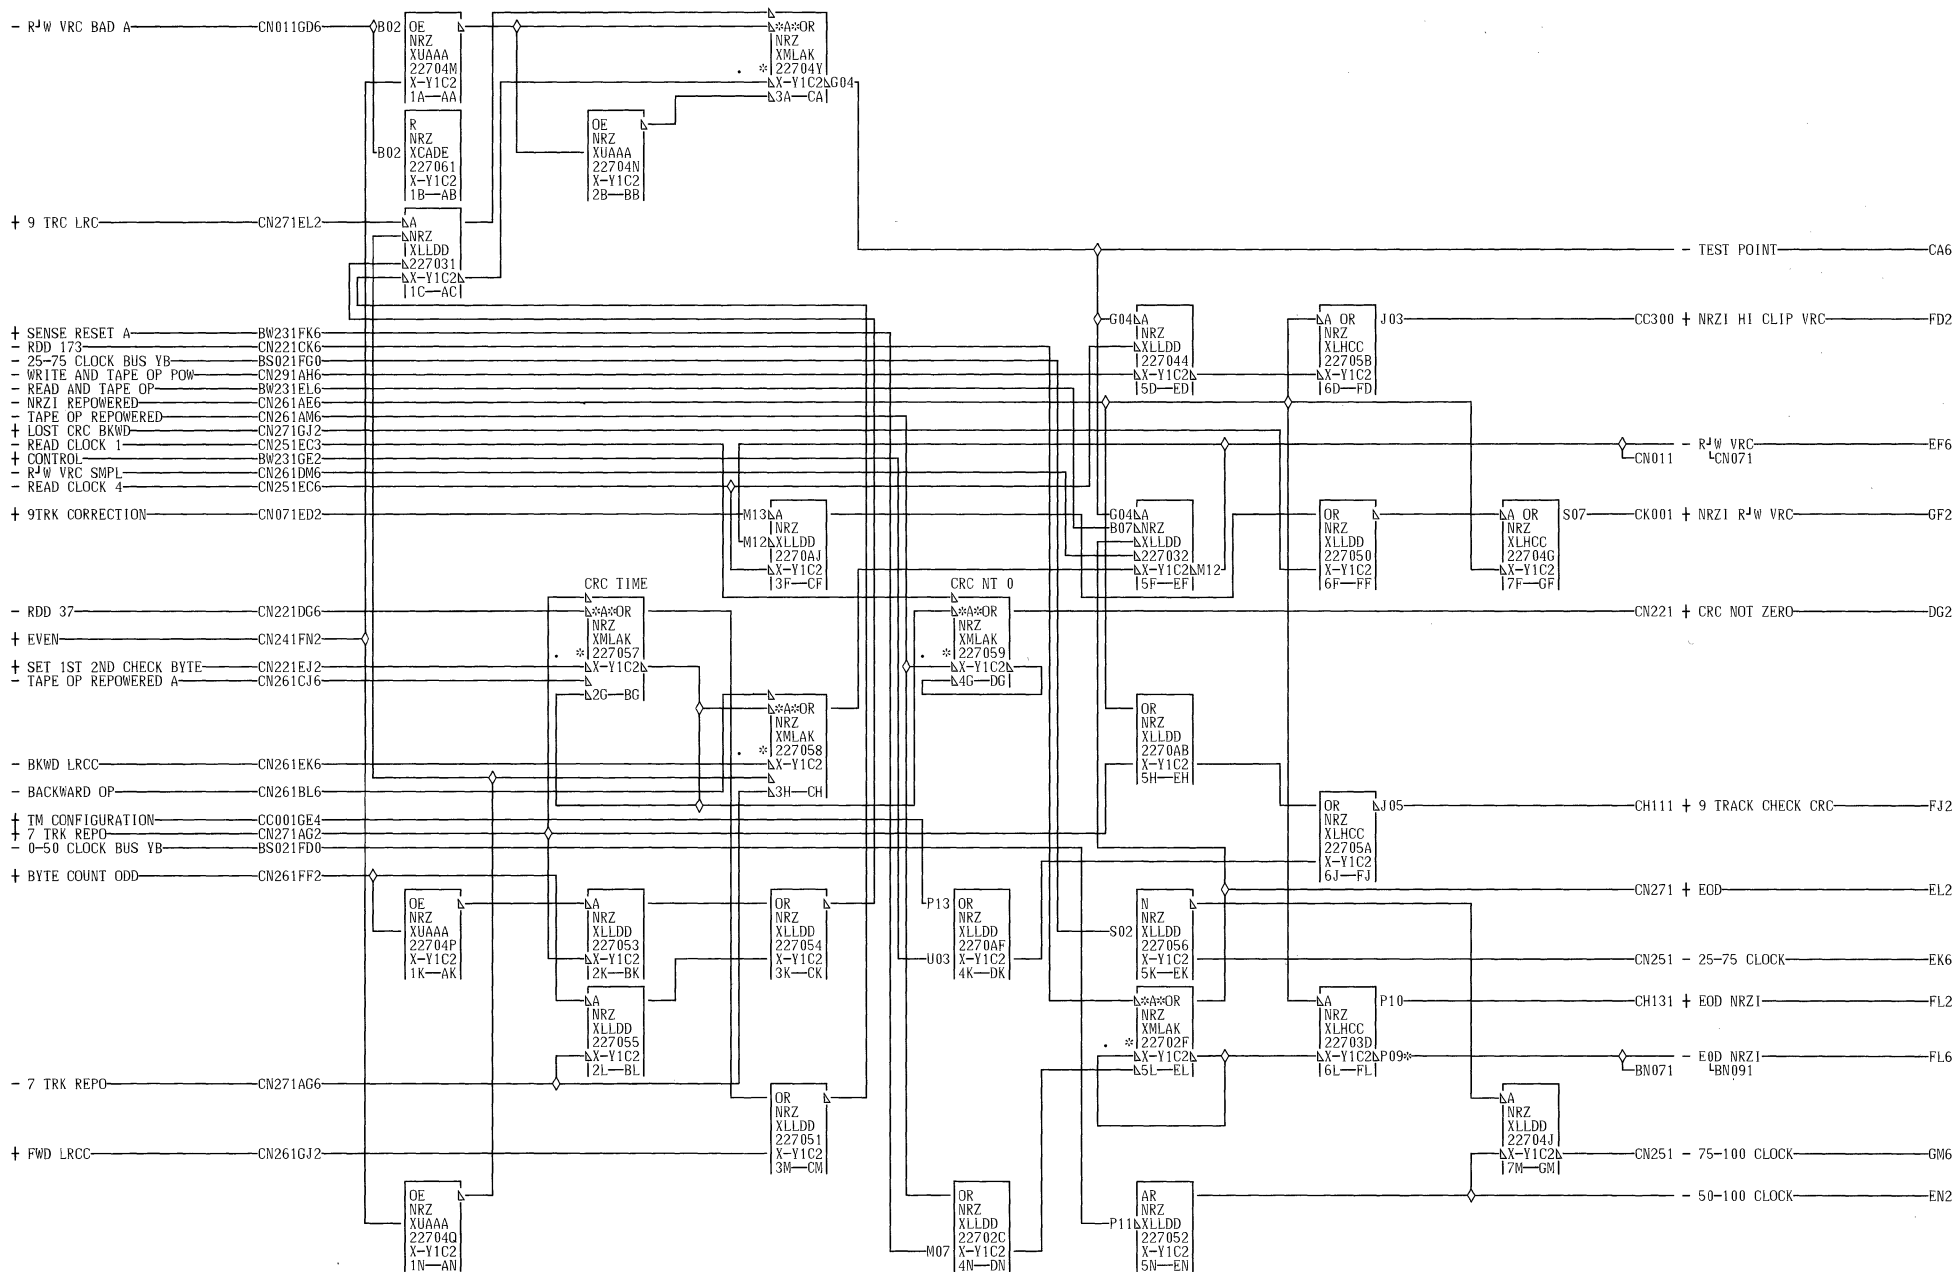 - R┘W VRC BAD A CN011GD6 B02
OE
NRZ
XUAAA
22704M
X-Y1C2
1A AA
*A*OR
NRZ
XMLAK
* 22704Y
X-Y1C2 G04
3A CA
B02
R
NRZ
XCADE
227061
X-Y1C2
1B AB
OE
NRZ
XUAAA
22704N
X-Y1C2
2B BB
+ 9 TRC LRC CN271EL2
A
NRZ
XLLDD
227031
X-Y1C2
1C AC
- TEST POINT CA6
+ SENSE RESET A BW231FK6
- RDD 173 CN221CK6
- 25-75 CLOCK BUS YB BS021FG0
- WRITE AND TAPE OP POW CN291AH6
- READ AND TAPE OP BW231EL6
- NRZI REPOWERED CN261AE6
- TAPE OP REPOWERED CN261AM6
+ LOST CRC BKWD CN271GJ2
- READ CLOCK 1 CN251EC3
+ CONTROL BW231GE2
- R┘W VRC SMPL CN261DM6
- READ CLOCK 4 CN251EC6
G04 A
NRZ
XLLDD
227044
X-Y1C2
5D ED
A OR J03
NRZ
XLHCC
22705B
X-Y1C2
6D FD
CC300 + NRZI HI CLIP VRC FD2
- R┘W VRC EF6
CN011 └CN071
+ 9TRK CORRECTION CN071ED2
M13 A
NRZ
M12 XLLDD
2270AJ
X-Y1C2
3F CF
G04 A
B07 NRZ
XLLDD
227032
X-Y1C2 M12
5F EF
OR
NRZ
XLLDD
227050
X-Y1C2
6F FF
A OR S07
NRZ
XLHCC
22704G
X-Y1C2
7F GF
CK001 + NRZI R┘W VRC GF2
CRC TIME
CRC NT 0
- RDD 37 CN221DG6
+ EVEN CN241FN2
+ SET 1ST 2ND CHECK BYTE CN221EJ2
- TAPE OP REPOWERED A CN261CJ6
*A*OR
NRZ
XMLAK
* 227057
X-Y1C2
2G BG
*A*OR
NRZ
XMLAK
* 227059
X-Y1C2
4G DG
CN221 + CRC NOT ZERO DG2
*A*OR
NRZ
XMLAK
* 227058
X-Y1C2
3H CH
OR
NRZ
XLLDD
2270AB
X-Y1C2
5H EH
- BKWD LRCC CN261EK6
- BACKWARD OP CN261BL6
+ TM CONFIGURATION CC001GE4
+ 7 TRK REPO CN271AG2
- 0-50 CLOCK BUS YB BS021FD0
+ BYTE COUNT ODD CN261FF2
OR J05
NRZ
XLHCC
22705A
X-Y1C2
6J FJ
CH111 + 9 TRACK CHECK CRC FJ2
CN271 + EOD EL2
OE
NRZ
XUAAA
22704P
X-Y1C2
1K AK
A
NRZ
XLLDD
227053
X-Y1C2
2K BK
OR
NRZ
XLLDD
227054
X-Y1C2
3K CK
P13 OR
NRZ
XLLDD
2270AF
U03 X-Y1C2
4K DK
N
NRZ
S02 XLLDD
227056
X-Y1C2
5K EK
CN251 - 25-75 CLOCK EK6
A
NRZ
XLLDD
227055
X-Y1C2
2L BL
*A*OR
NRZ
XMLAK
* 22702F
X-Y1C2
5L EL
A P10
NRZ
XLHCC
22703D
X-Y1C2 P09*
6L FL
CH131 + EOD NRZI FL2
- E0D NRZI FL6
BN071 └BN091
- 7 TRK REPO CN271AG6
+ FWD LRCC CN261GJ2
OR
NRZ
XLLDD
227051
X-Y1C2
3M CM
A
NRZ
XLLDD
22704J
X-Y1C2
7M GM
CN251 - 75-100 CLOCK GM6
- 50-100 CLOCK EN2
OE
NRZ
XUAAA
22704Q
X-Y1C2
1N AN
OR
NRZ
XLLDD
22702C
M07 X-Y1C2
4N DN
AR
NRZ
P11 XLLDD
227052
X-Y1C2
5N EN